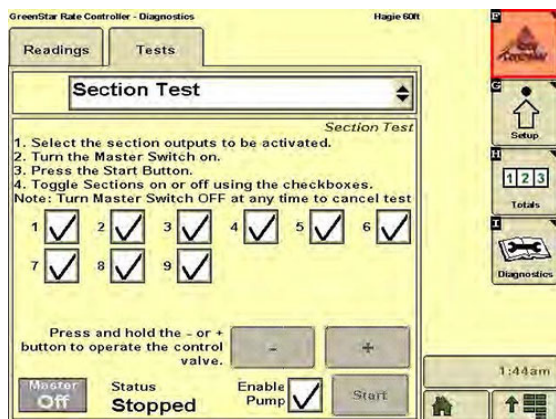 GreenStar Rate Controller - Diagnostics Hagie 60ft
Readings Tests
Section Test
Section Test
1. Select the section outputs to be activated.
2. Turn the Master Switch on.
3. Press the Start Button.
4. Toggle Sections on or off using the checkboxes.
Note: Turn Master Switch OFF at any time to cancel test
1 2 3 4 5 6
7 8 9
Press and hold the - or +
button to operate the control
valve.
- +
Master
Off
Status
Stopped
Enable
Pump
Start
F
G
Setup
H
1 2 3
Totals
I
Diagnostics
1:44am